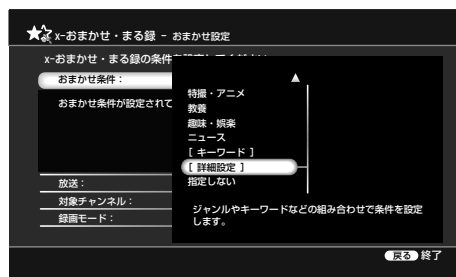 x-おまかせ・まる録 - おまかせ設定
x-おまかせ・まる録の条件
おまかせ条件：
おまかせ条件が設定されて
特撮・アニメ
教養
趣味・娯楽
ニュース
[ キーワード ]
[ 詳細設定 ]
指定しない
ジャンルやキーワードなどの組み合わせで条件を設定
します。
放送：
対象チャンネル：
録画モード：
戻る 終了